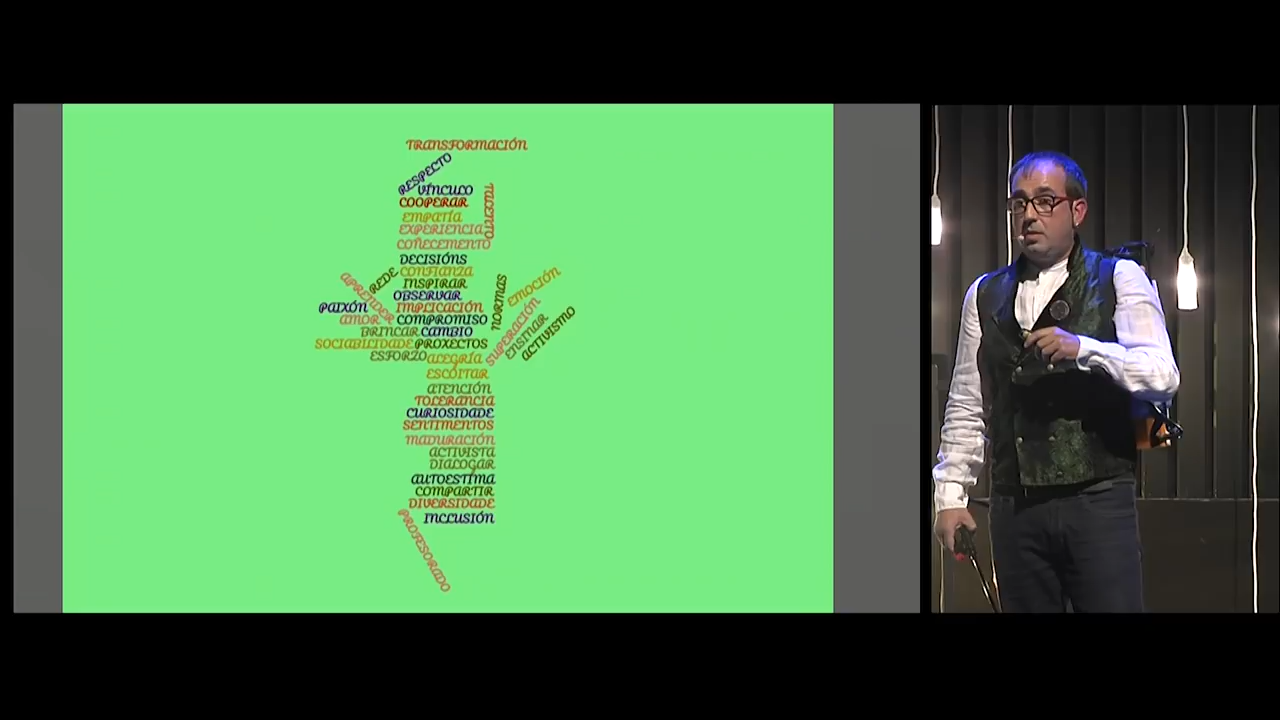 TRANSFORMACIÓN
RESPECTO
VÍNCULO
TALENTO
COOPERAR
EMPATÍA
EXPERIENCIA
COÑECEMENTO
DECISIÓNS
REDE
CONFIANZA
APRENDER
INSPIRAR
NORMAS
EMOCIÓN
OBSERVAR
PAIXÓN
IMPLICACIÓN
AMOR
COMPROMISO
SUPERACIÓN
BRINCAR
CAMBIO
ENSINAR
ACTIVISMO
SOCIABILIDADE
PROXECTOS
ESFORZO
ALEGRÍA
ESCOITAR
ATENCIÓN
TOLERANCIA
CURIOSIDADE
SENTIMENTOS
MADURACIÓN
ACTIVISTA
DIALOGAR
AUTOESTIMA
COMPARTIR
DIVERSIDADE
INCLUSIÓN
PROFESORADO